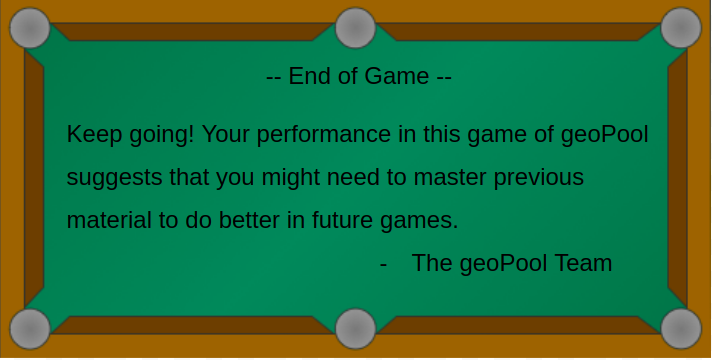 -- End of Game --
Keep going! Your performance in this game of geoPool
suggests that you might need to master previous
material to do better in future games.
- The geoPool Team